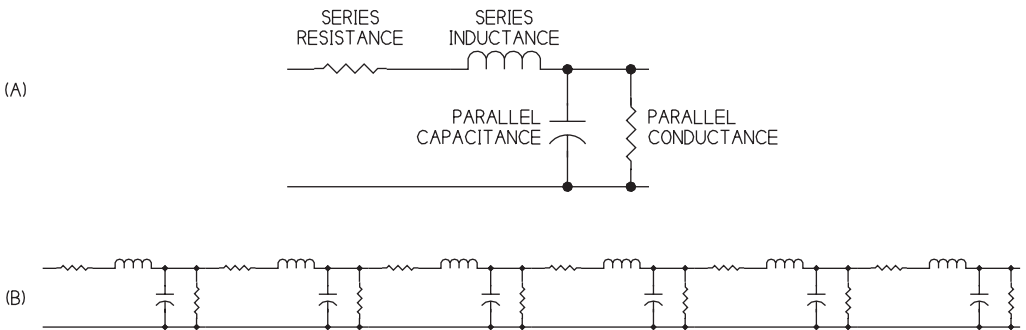 SERIES
RESISTANCE
SERIES
INDUCTANCE
(A)
PARALLEL
CAPACITANCE
PARALLEL
CONDUCTANCE
(B)